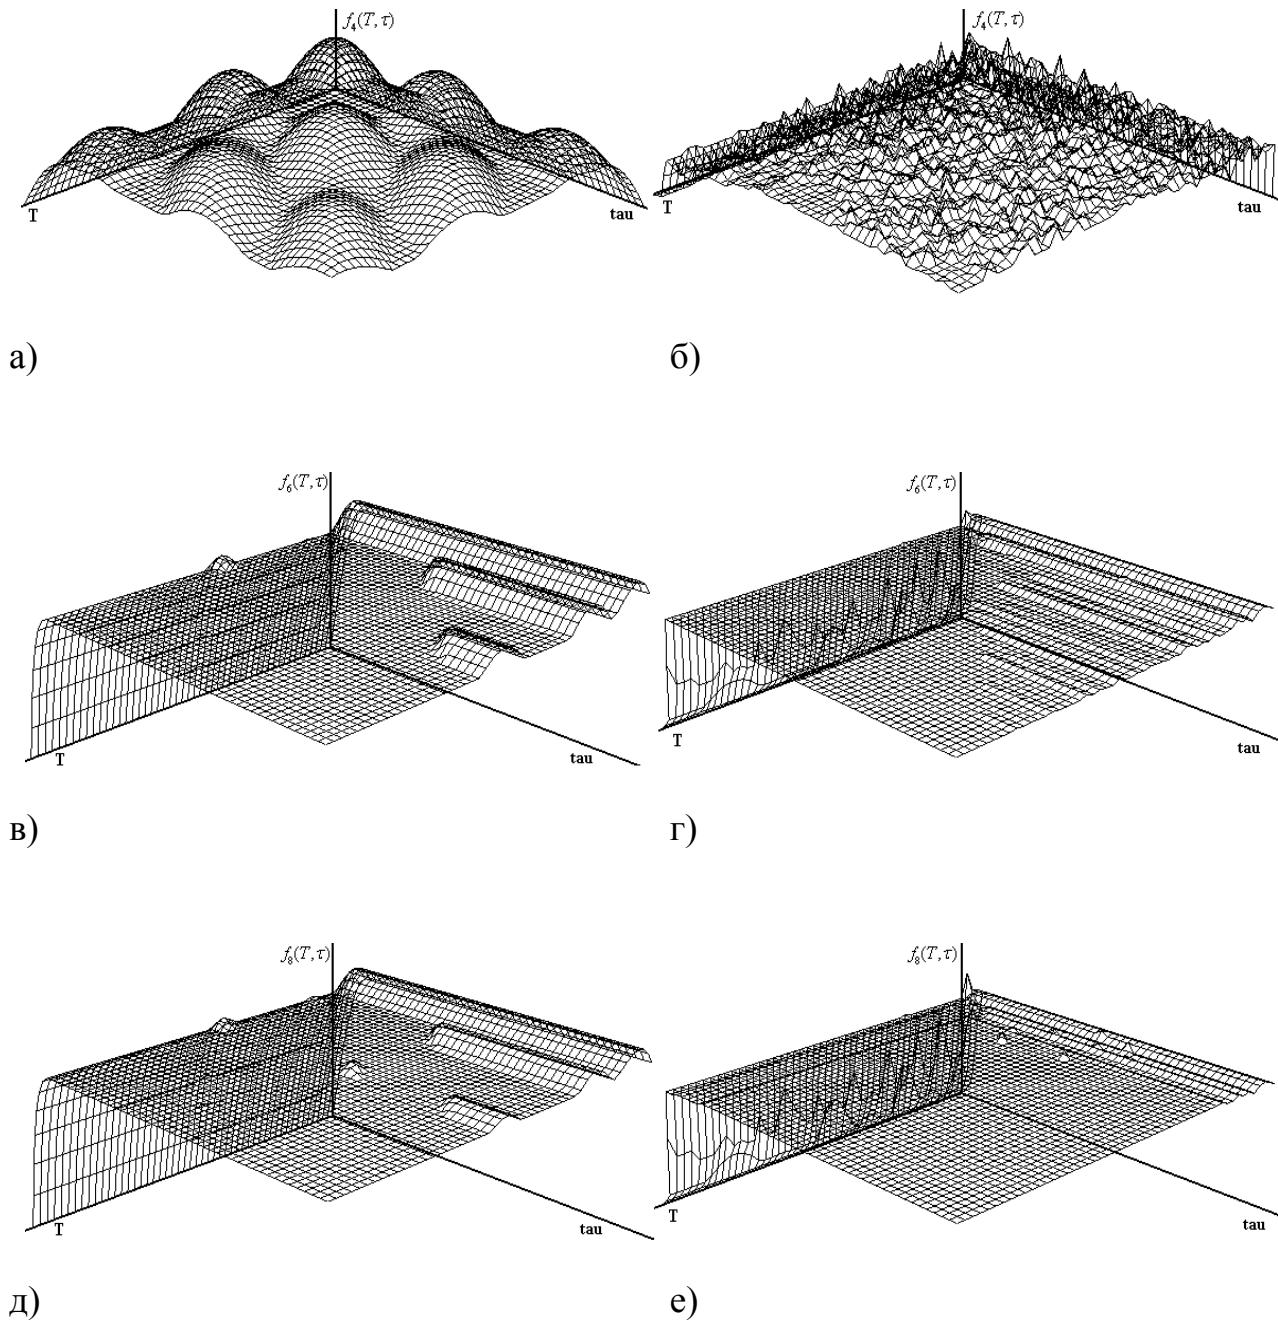 f₄(T, τ)
T
tau
f₄(T, τ)
T
tau
а)
б)
f₆(T, τ)
T
tau
f₆(T, τ)
T
tau
в)
г)
f₈(T, τ)
T
tau
f₈(T, τ)
T
tau
д)
е)